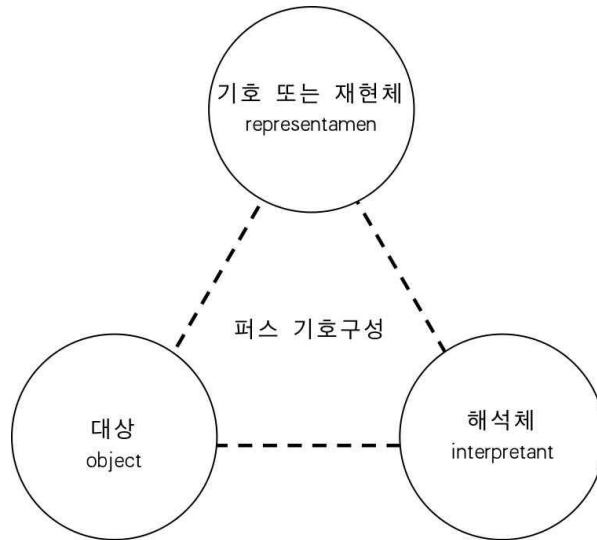 기호 또는 재현체
representamen
퍼스 기호구성
대상
object
해석체
interpretant